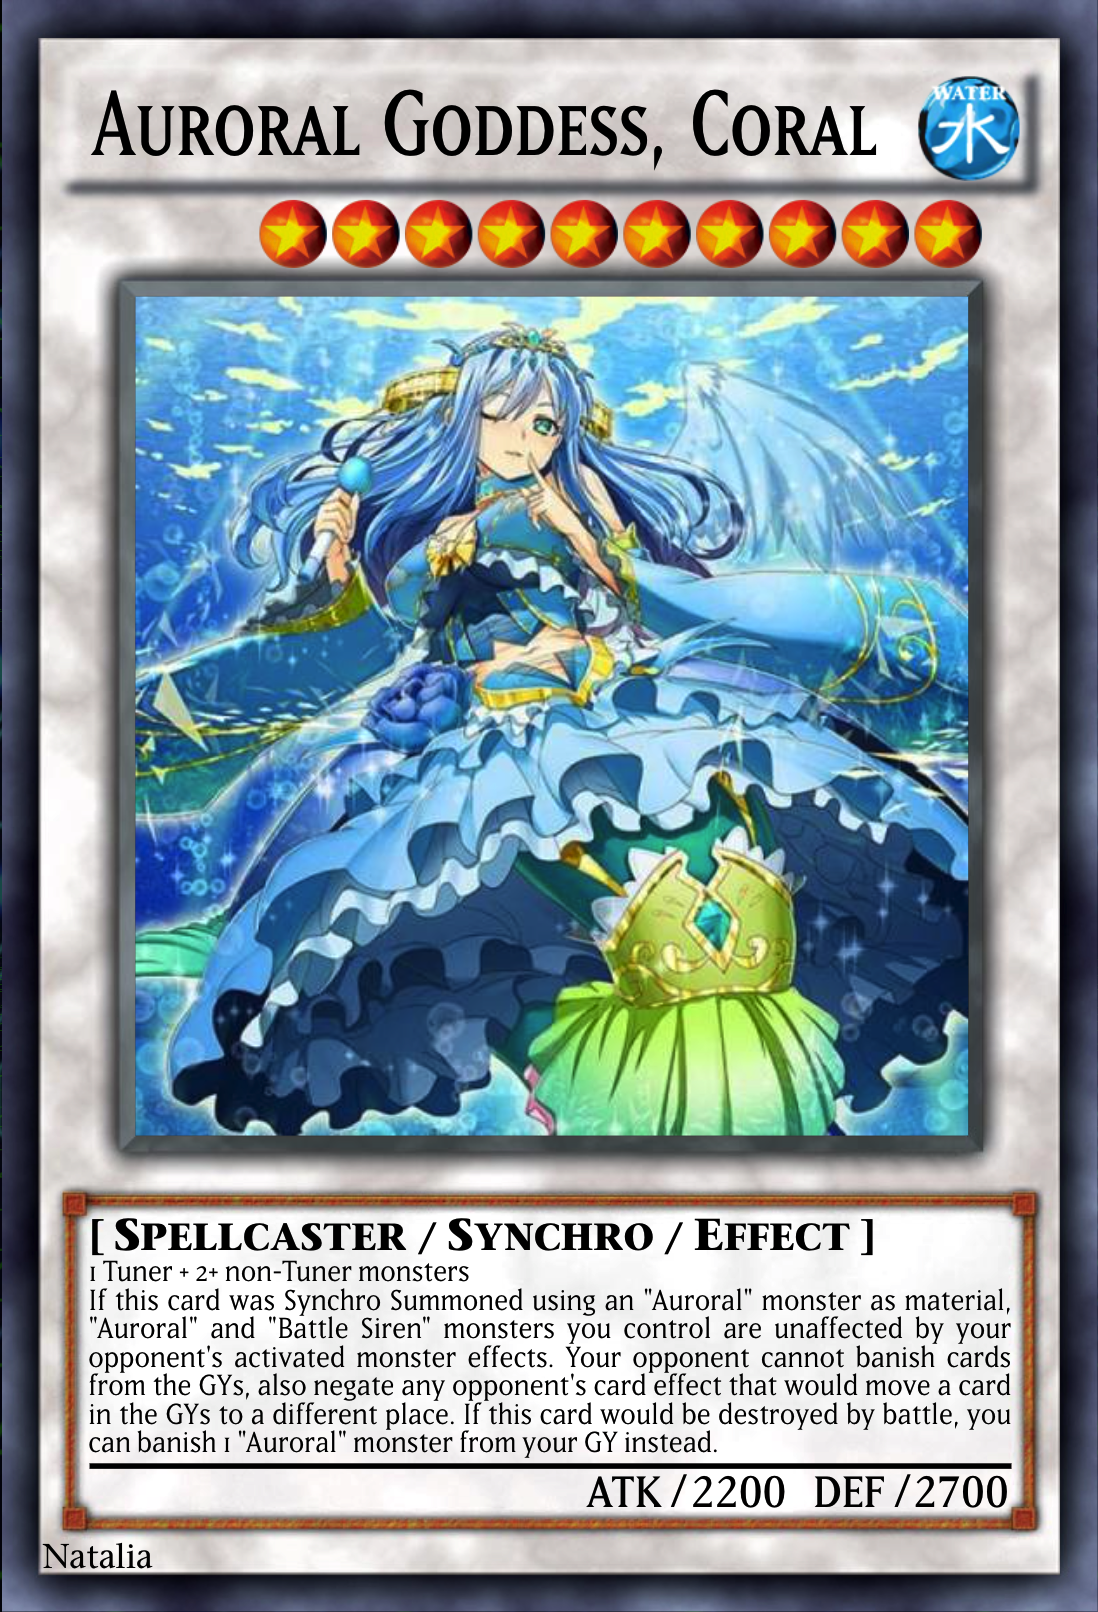 Auroral Goddess, Coral
WATER
水
[ Spellcaster / Synchro / Effect ]
1 Tuner + 2+ non-Tuner monsters
If this card was Synchro Summoned using an "Auroral" monster as material,
"Auroral" and "Battle Siren" monsters you control are unaffected by your
opponent's activated monster effects. Your opponent cannot banish cards
from the GYs, also negate any opponent's card effect that would move a card
in the GYs to a different place. If this card would be destroyed by battle, you
can banish 1 "Auroral" monster from your GY instead.
ATK/2200 DEF/2700
Natalia